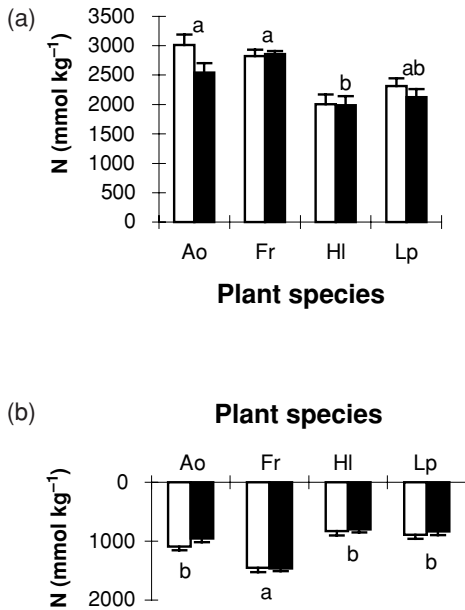 (a)
N (mmol kg⁻¹)
3500
3000
2500
2000
1500
1000
500
0
a
a
b
ab
Ao Fr Hl Lp
Plant species
(b)
Plant species
Ao Fr Hl Lp
N (mmol kg⁻¹)
0
1000
2000
b
a
b
b